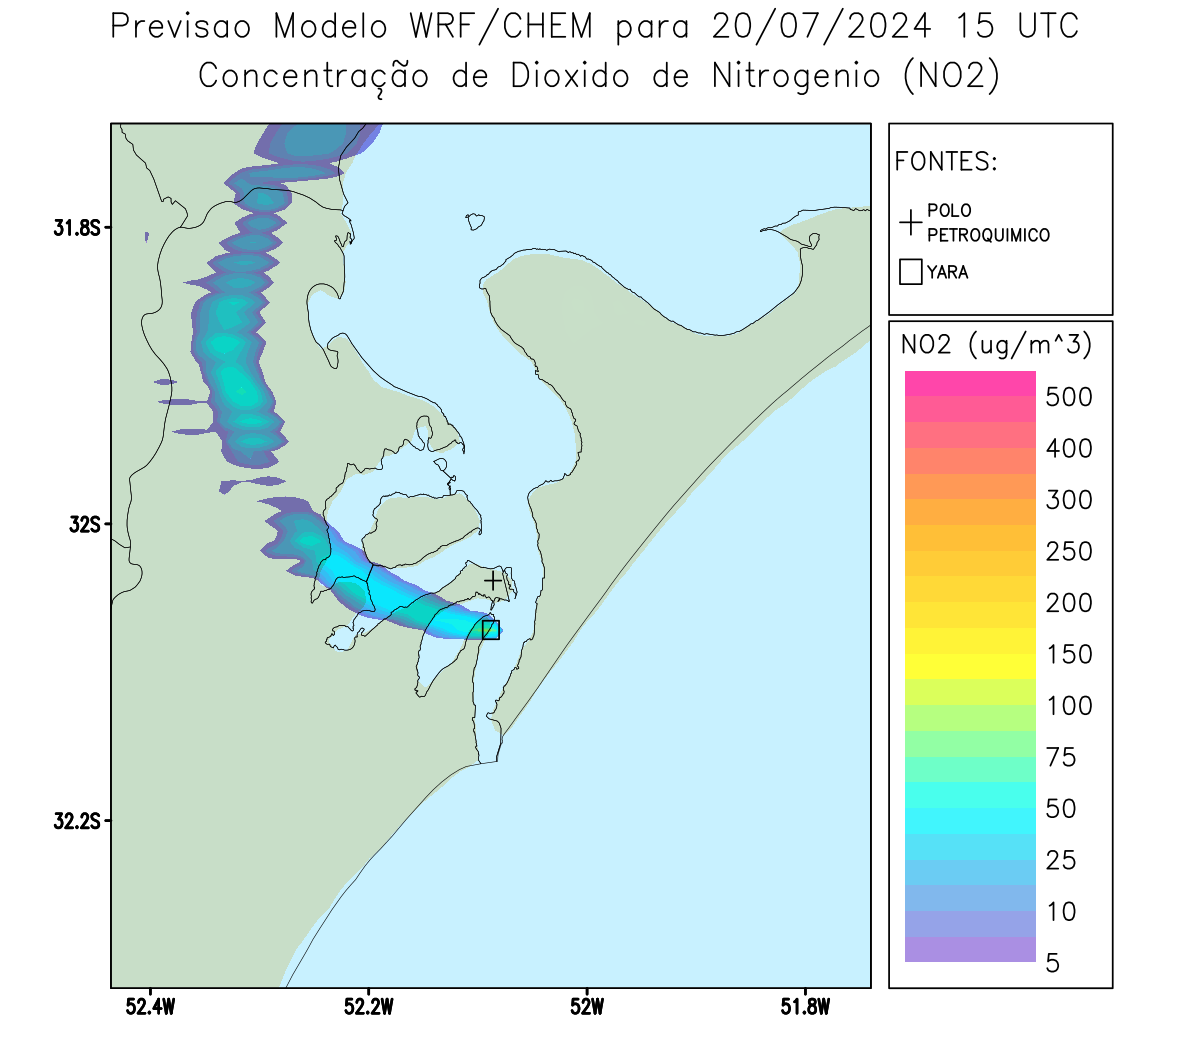 Previsao Modelo WRF/CHEM para 20/07/2024 15 UTC
Concentração de Dioxido de Nitrogenio (NO2)
FONTES:
POLO
PETROQUIMICO
YARA
NO2 (ug/m^3)
500
400
300
250
200
150
100
75
50
25
10
5
31.8S
32S
32.2S
52.4W
52.2W
52W
51.8W